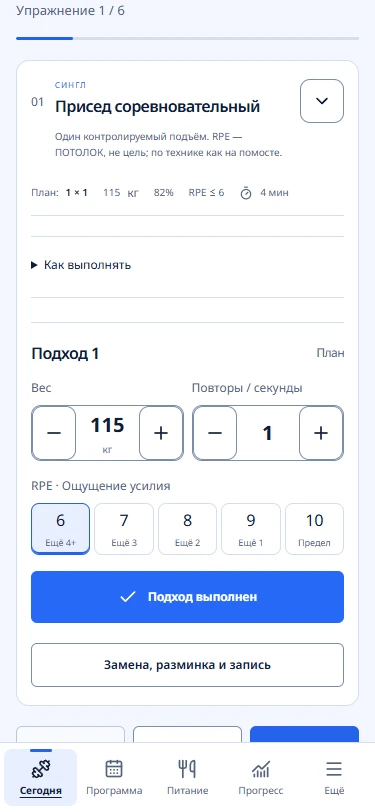 Упражнение 1 / 6
СИНГЛ
01 Присед соревновательный
Один контролируемый подъём. RPE —
ПОТОЛОК, не цель; по технике как на помосте.
План: 1 × 1 115 кг 82% RPE ≤ 6 4 мин
Как выполнять
Подход 1 План
Вес Повторы / секунды
− 115 + − 1 +
кг
RPE · Ощущение усилия
6 7 8 9 10
Ещё 4+ Ещё 3 Ещё 2 Ещё 1 Предел
Подход выполнен
Замена, разминка и запись
Сегодня Программа Питание Прогресс Ещё